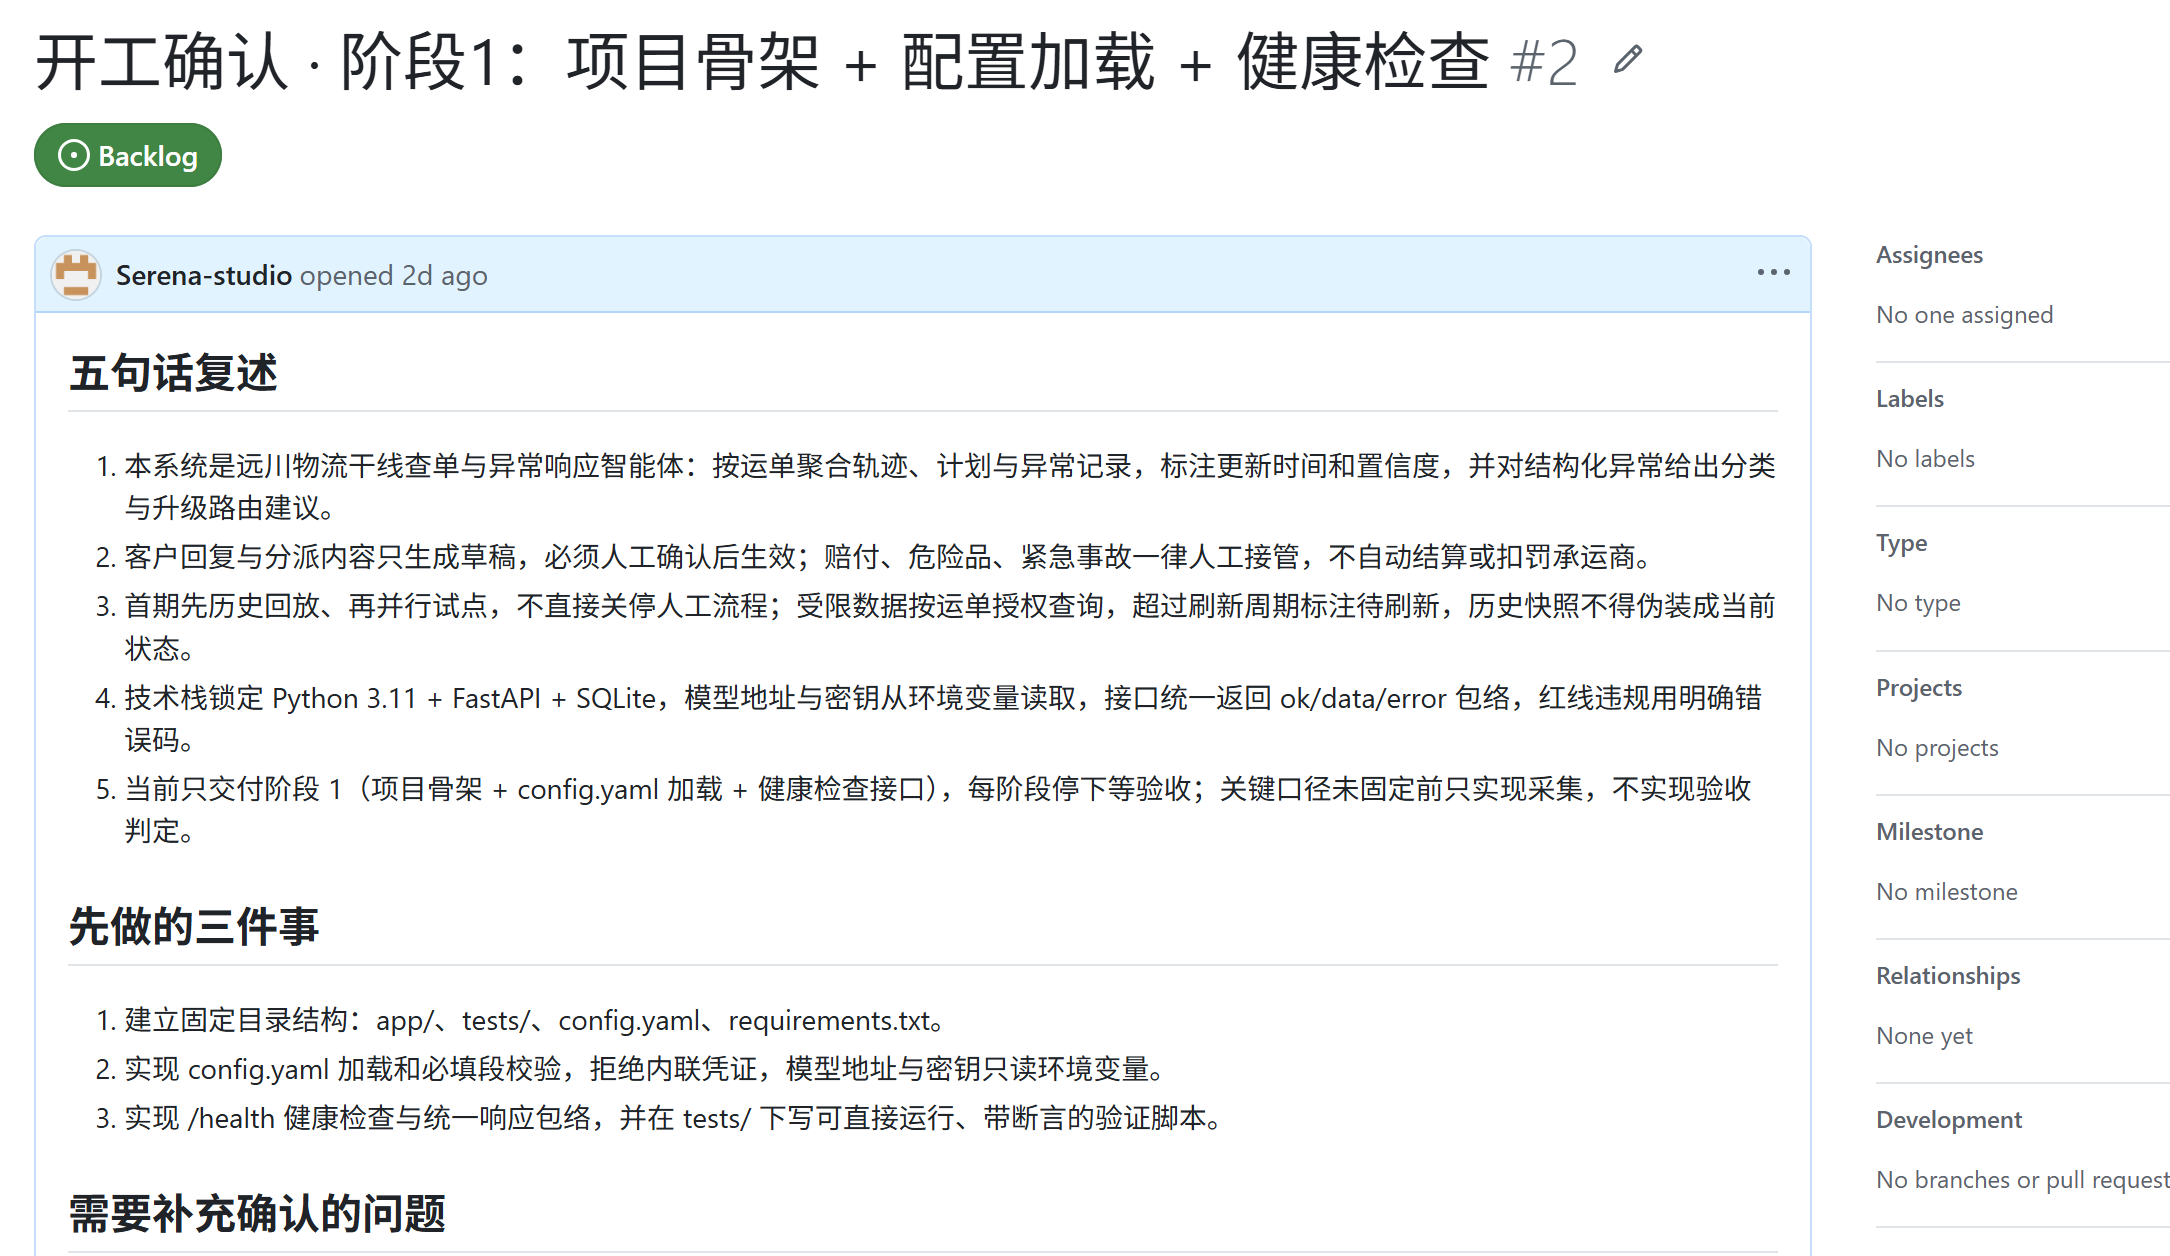 开工确认 · 阶段1：项目骨架 + 配置加载 + 健康检查 #2
Backlog
Serena-studio opened 2d ago
五句话复述
1. 本系统是远川物流干线查单与异常响应智能体：按运单聚合轨迹、计划与异常记录，标注更新时间和置信度，并对结构化异常给出分类
与升级路由建议。
2. 客户回复与分派内容只生成草稿，必须人工确认后生效；赔付、危险品、紧急事故一律人工接管，不自动结算或扣罚承运商。
3. 首期先历史回放、再并行试点，不直接关停人工流程；受限数据按运单授权查询，超过刷新周期标注待刷新，历史快照不得伪装成当前
状态。
4. 技术栈锁定 Python 3.11 + FastAPI + SQLite，模型地址与密钥从环境变量读取，接口统一返回 ok/data/error 包络，红线违规用明确错
误码。
5. 当前只交付阶段 1（项目骨架 + config.yaml 加载 + 健康检查接口），每阶段停下等验收；关键口径未固定前只实现采集，不实现验收
判定。
先做的三件事
1. 建立固定目录结构：app/、tests/、config.yaml、requirements.txt。
2. 实现 config.yaml 加载和必填段校验，拒绝内联凭证，模型地址与密钥只读环境变量。
3. 实现 /health 健康检查与统一响应包络，并在 tests/ 下写可直接运行、带断言的验证脚本。
需要补充确认的问题
Assignees
No one assigned
Labels
No labels
Type
No type
Projects
No projects
Milestone
No milestone
Relationships
None yet
Development
No branches or pull request